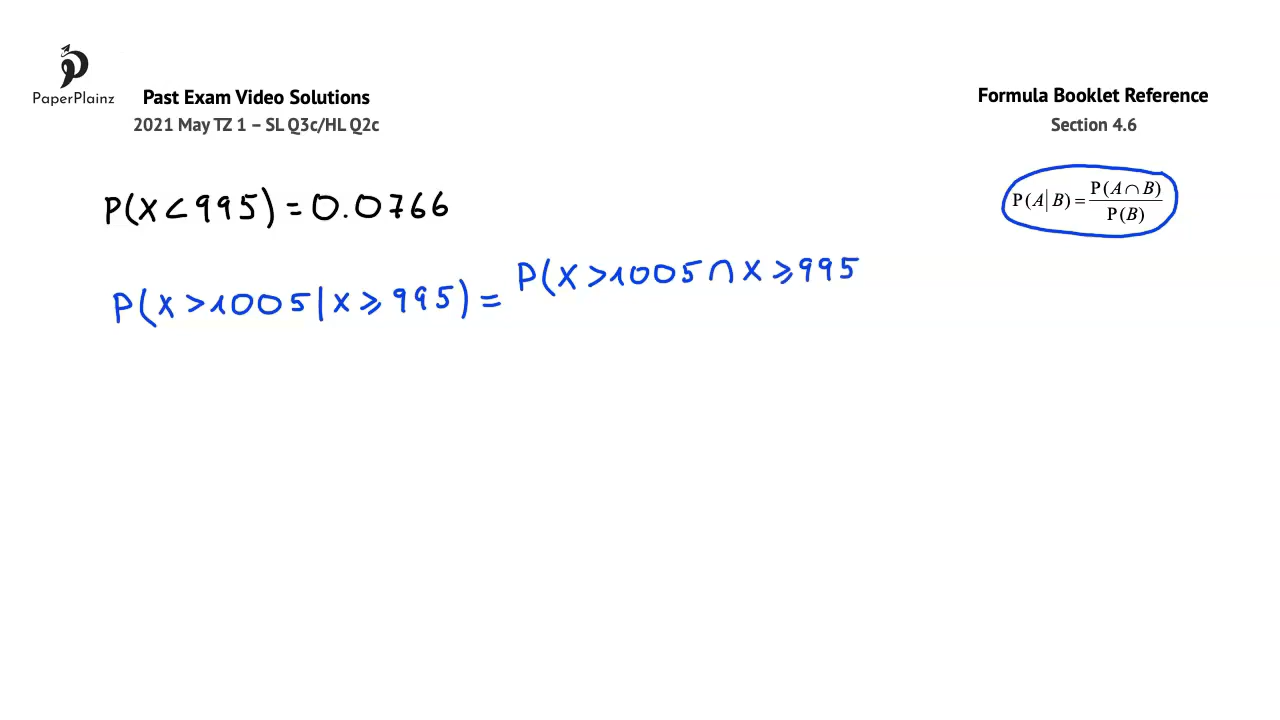 PaperPlainz
Past Exam Video Solutions
2021 May TZ 1 – SL Q3c/HL Q2c
Formula Booklet Reference
Section 4.6
P(A|B) = P(A∩B) / P(B)
P(X<995)=0.0766
P(X>1005|X≥995)= P(X>1005∩X≥995